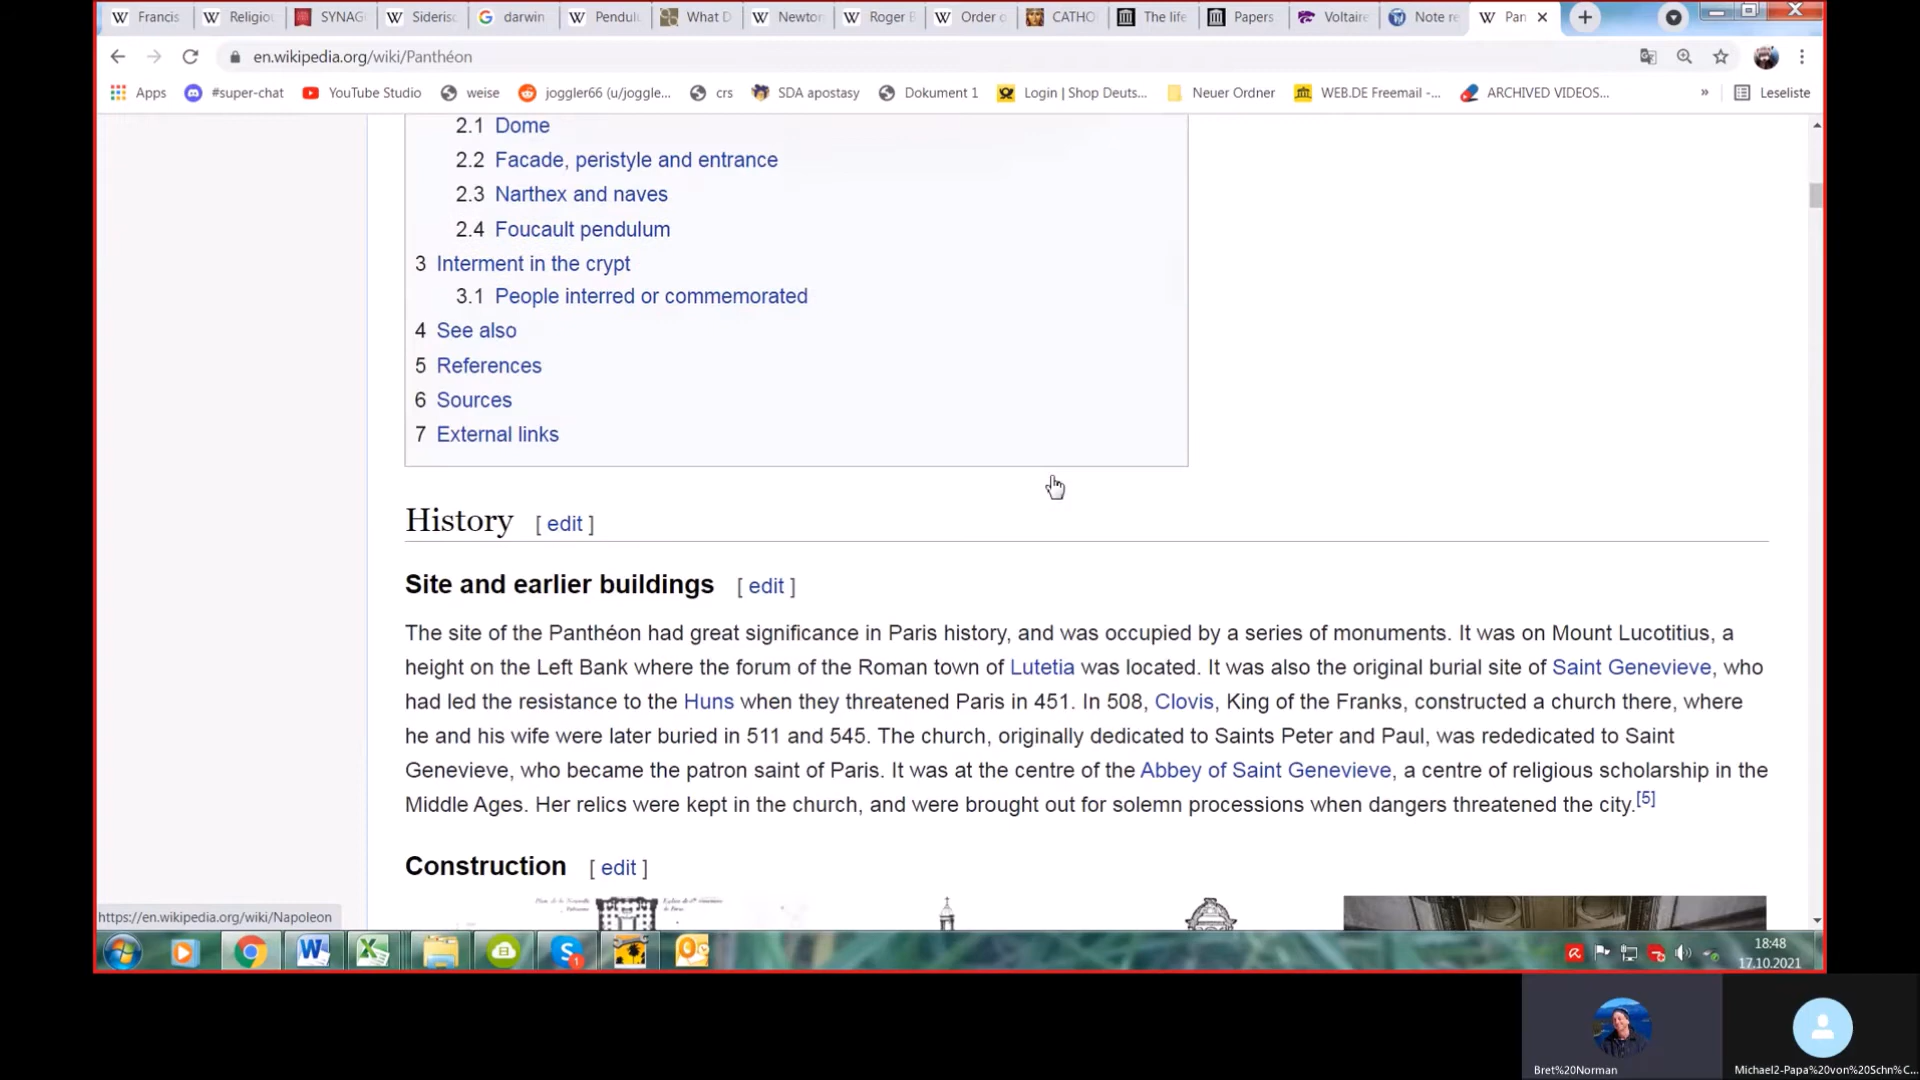 Francis
Religiou
SYNAG
Siderisc
darwin
Pendulu
What D
Newton
Roger B
Order o
CATHO
The life
Papers
Voltaire
Note re
Pan
en.wikipedia.org/wiki/Panthéon
Apps
#super-chat
YouTube Studio
weise
joggler66 (u/joggle...
crs
SDA apostasy
Dokument 1
Login | Shop Deuts...
Neuer Ordner
WEB.DE Freemail -...
ARCHIVED VIDEOS...
»
Leseliste
2.1 Dome
2.2 Facade, peristyle and entrance
2.3 Narthex and naves
2.4 Foucault pendulum
3 Interment in the crypt
3.1 People interred or commemorated
4 See also
5 References
6 Sources
7 External links
History [ edit ]
Site and earlier buildings [ edit ]
The site of the Panthéon had great significance in Paris history, and was occupied by a series of monuments. It was on Mount Lucotitius, a
height on the Left Bank where the forum of the Roman town of Lutetia was located. It was also the original burial site of Saint Genevieve, who
had led the resistance to the Huns when they threatened Paris in 451. In 508, Clovis, King of the Franks, constructed a church there, where
he and his wife were later buried in 511 and 545. The church, originally dedicated to Saints Peter and Paul, was rededicated to Saint
Genevieve, who became the patron saint of Paris. It was at the centre of the Abbey of Saint Genevieve, a centre of religious scholarship in the
Middle Ages. Her relics were kept in the church, and were brought out for solemn processions when dangers threatened the city.[5]
Construction [ edit ]
https://en.wikipedia.org/wiki/Napoleon
18:48
17.10.2021
Bret%20Norman
Michael2-Papa%20von%20Schn%C...